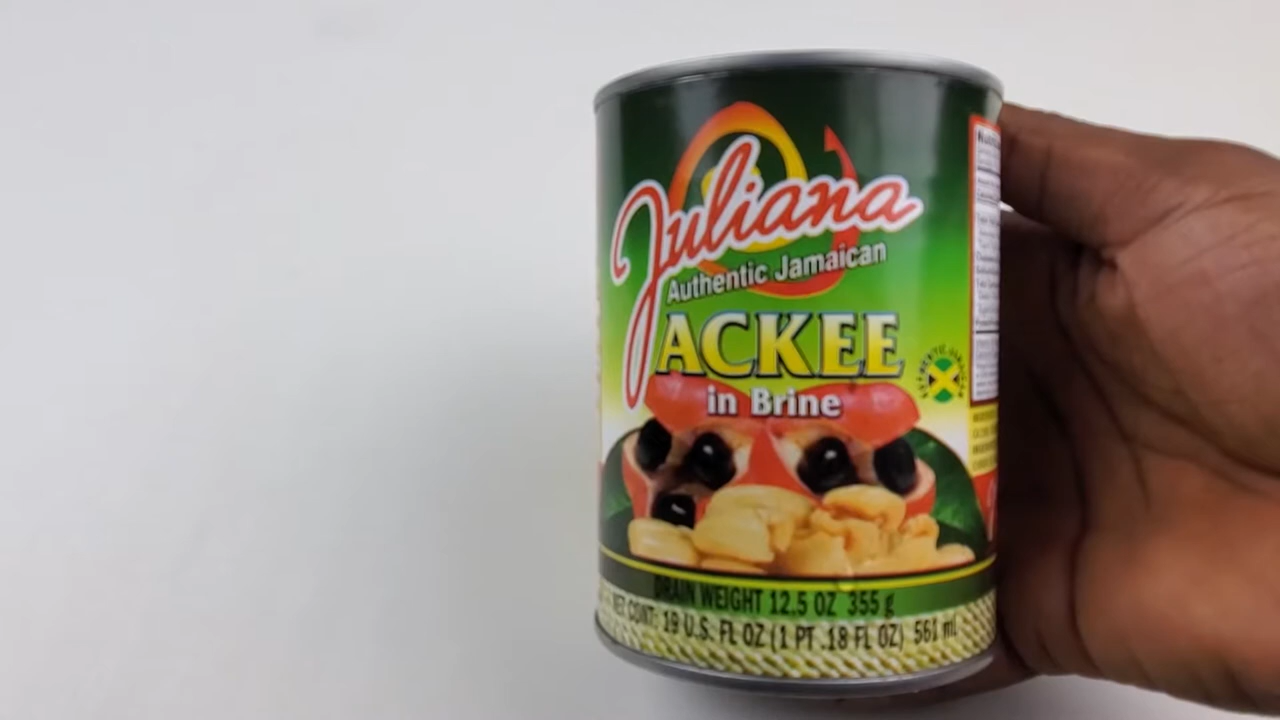 Juliana
Authentic Jamaican
ACKEE
in Brine
DRAIN WEIGHT 12.5 OZ 355 g
NET CONT: 19 U.S. FL OZ (1 PT .18 FL OZ) 561 mL